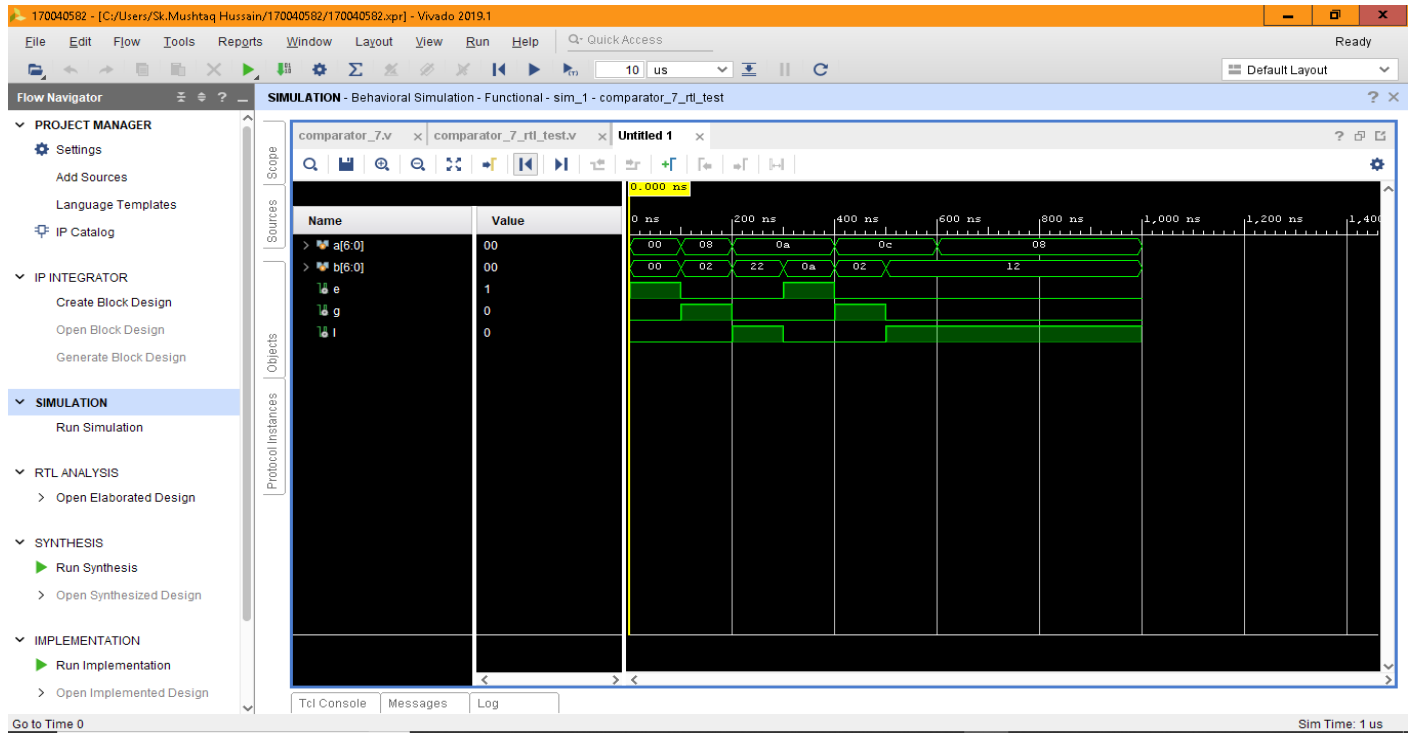 170040582 - [C:/Users/Sk.Mushtaq Hussain/170040582/170040582.xpr] - Vivado 2019.1
File Edit Flow Tools Reports Window Layout View Run Help Q- Quick Access Ready
10 us Default Layout
Flow Navigator
SIMULATION - Behavioral Simulation - Functional - sim_1 - comparator_7_rtl_test
PROJECT MANAGER
Settings
Add Sources
Language Templates
IP Catalog
IP INTEGRATOR
Create Block Design
Open Block Design
Generate Block Design
SIMULATION
Run Simulation
RTL ANALYSIS
Open Elaborated Design
SYNTHESIS
Run Synthesis
Open Synthesized Design
IMPLEMENTATION
Run Implementation
Open Implemented Design
Scope
Sources
Objects
Protocol Instances
comparator_7.v comparator_7_rtl_test.v Untitled 1
0.000 ns
Name Value 0 ns 200 ns 400 ns 600 ns 800 ns 1,000 ns 1,200 ns 1,400
a[6:0] 00 00 08 0a 0c 08
b[6:0] 00 00 02 22 0a 02 12
e 1
g 0
l 0
Tcl Console Messages Log
Go to Time 0 Sim Time: 1 us